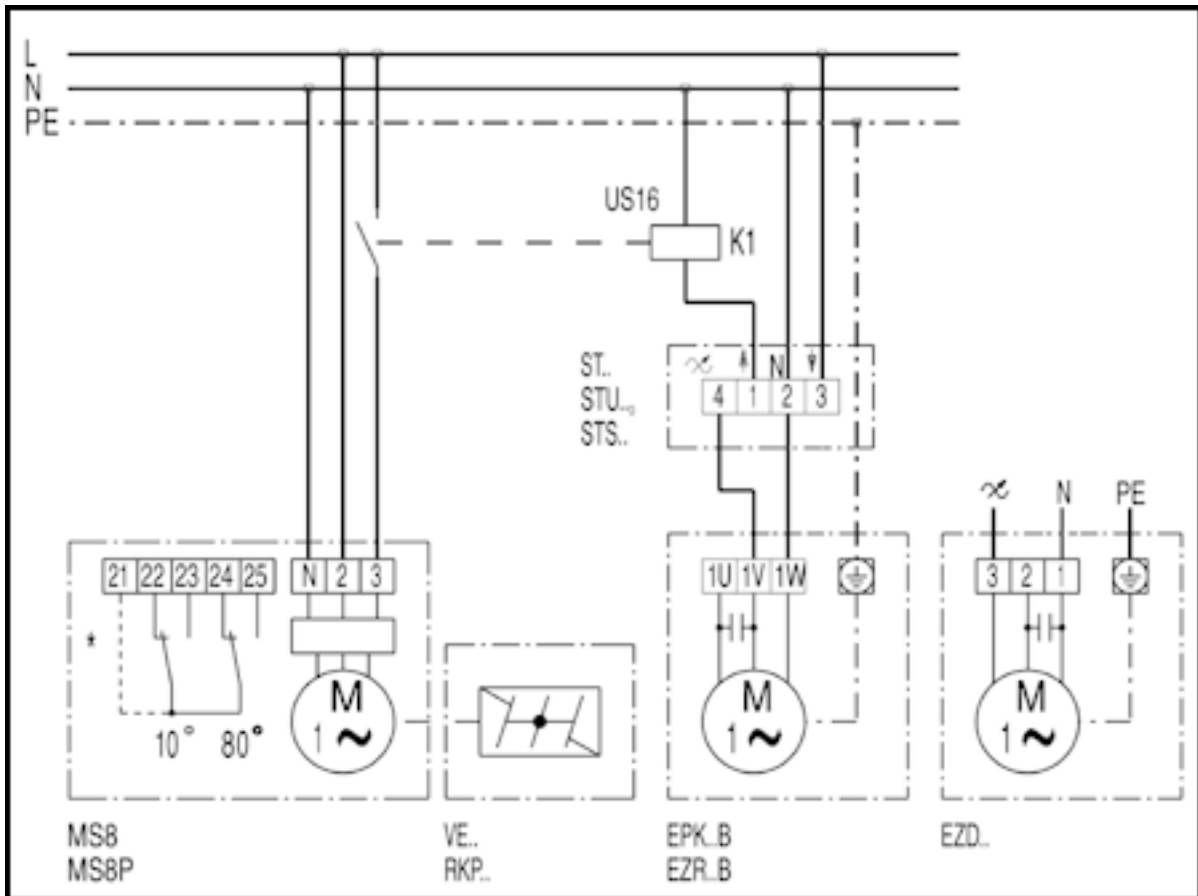 L
N
PE
US16
K1
ST..
STU..
STS..
N
4 1 2 3
N PE
21 22 23 24 25
N 2 3
1U 1V 1W
3 2 1
*
M
1 ~
10° 80°
M
1 ~
M
1 ~
MS8
MS8P
VE..
RKP..
EPK..B
EZR..B
EZD..